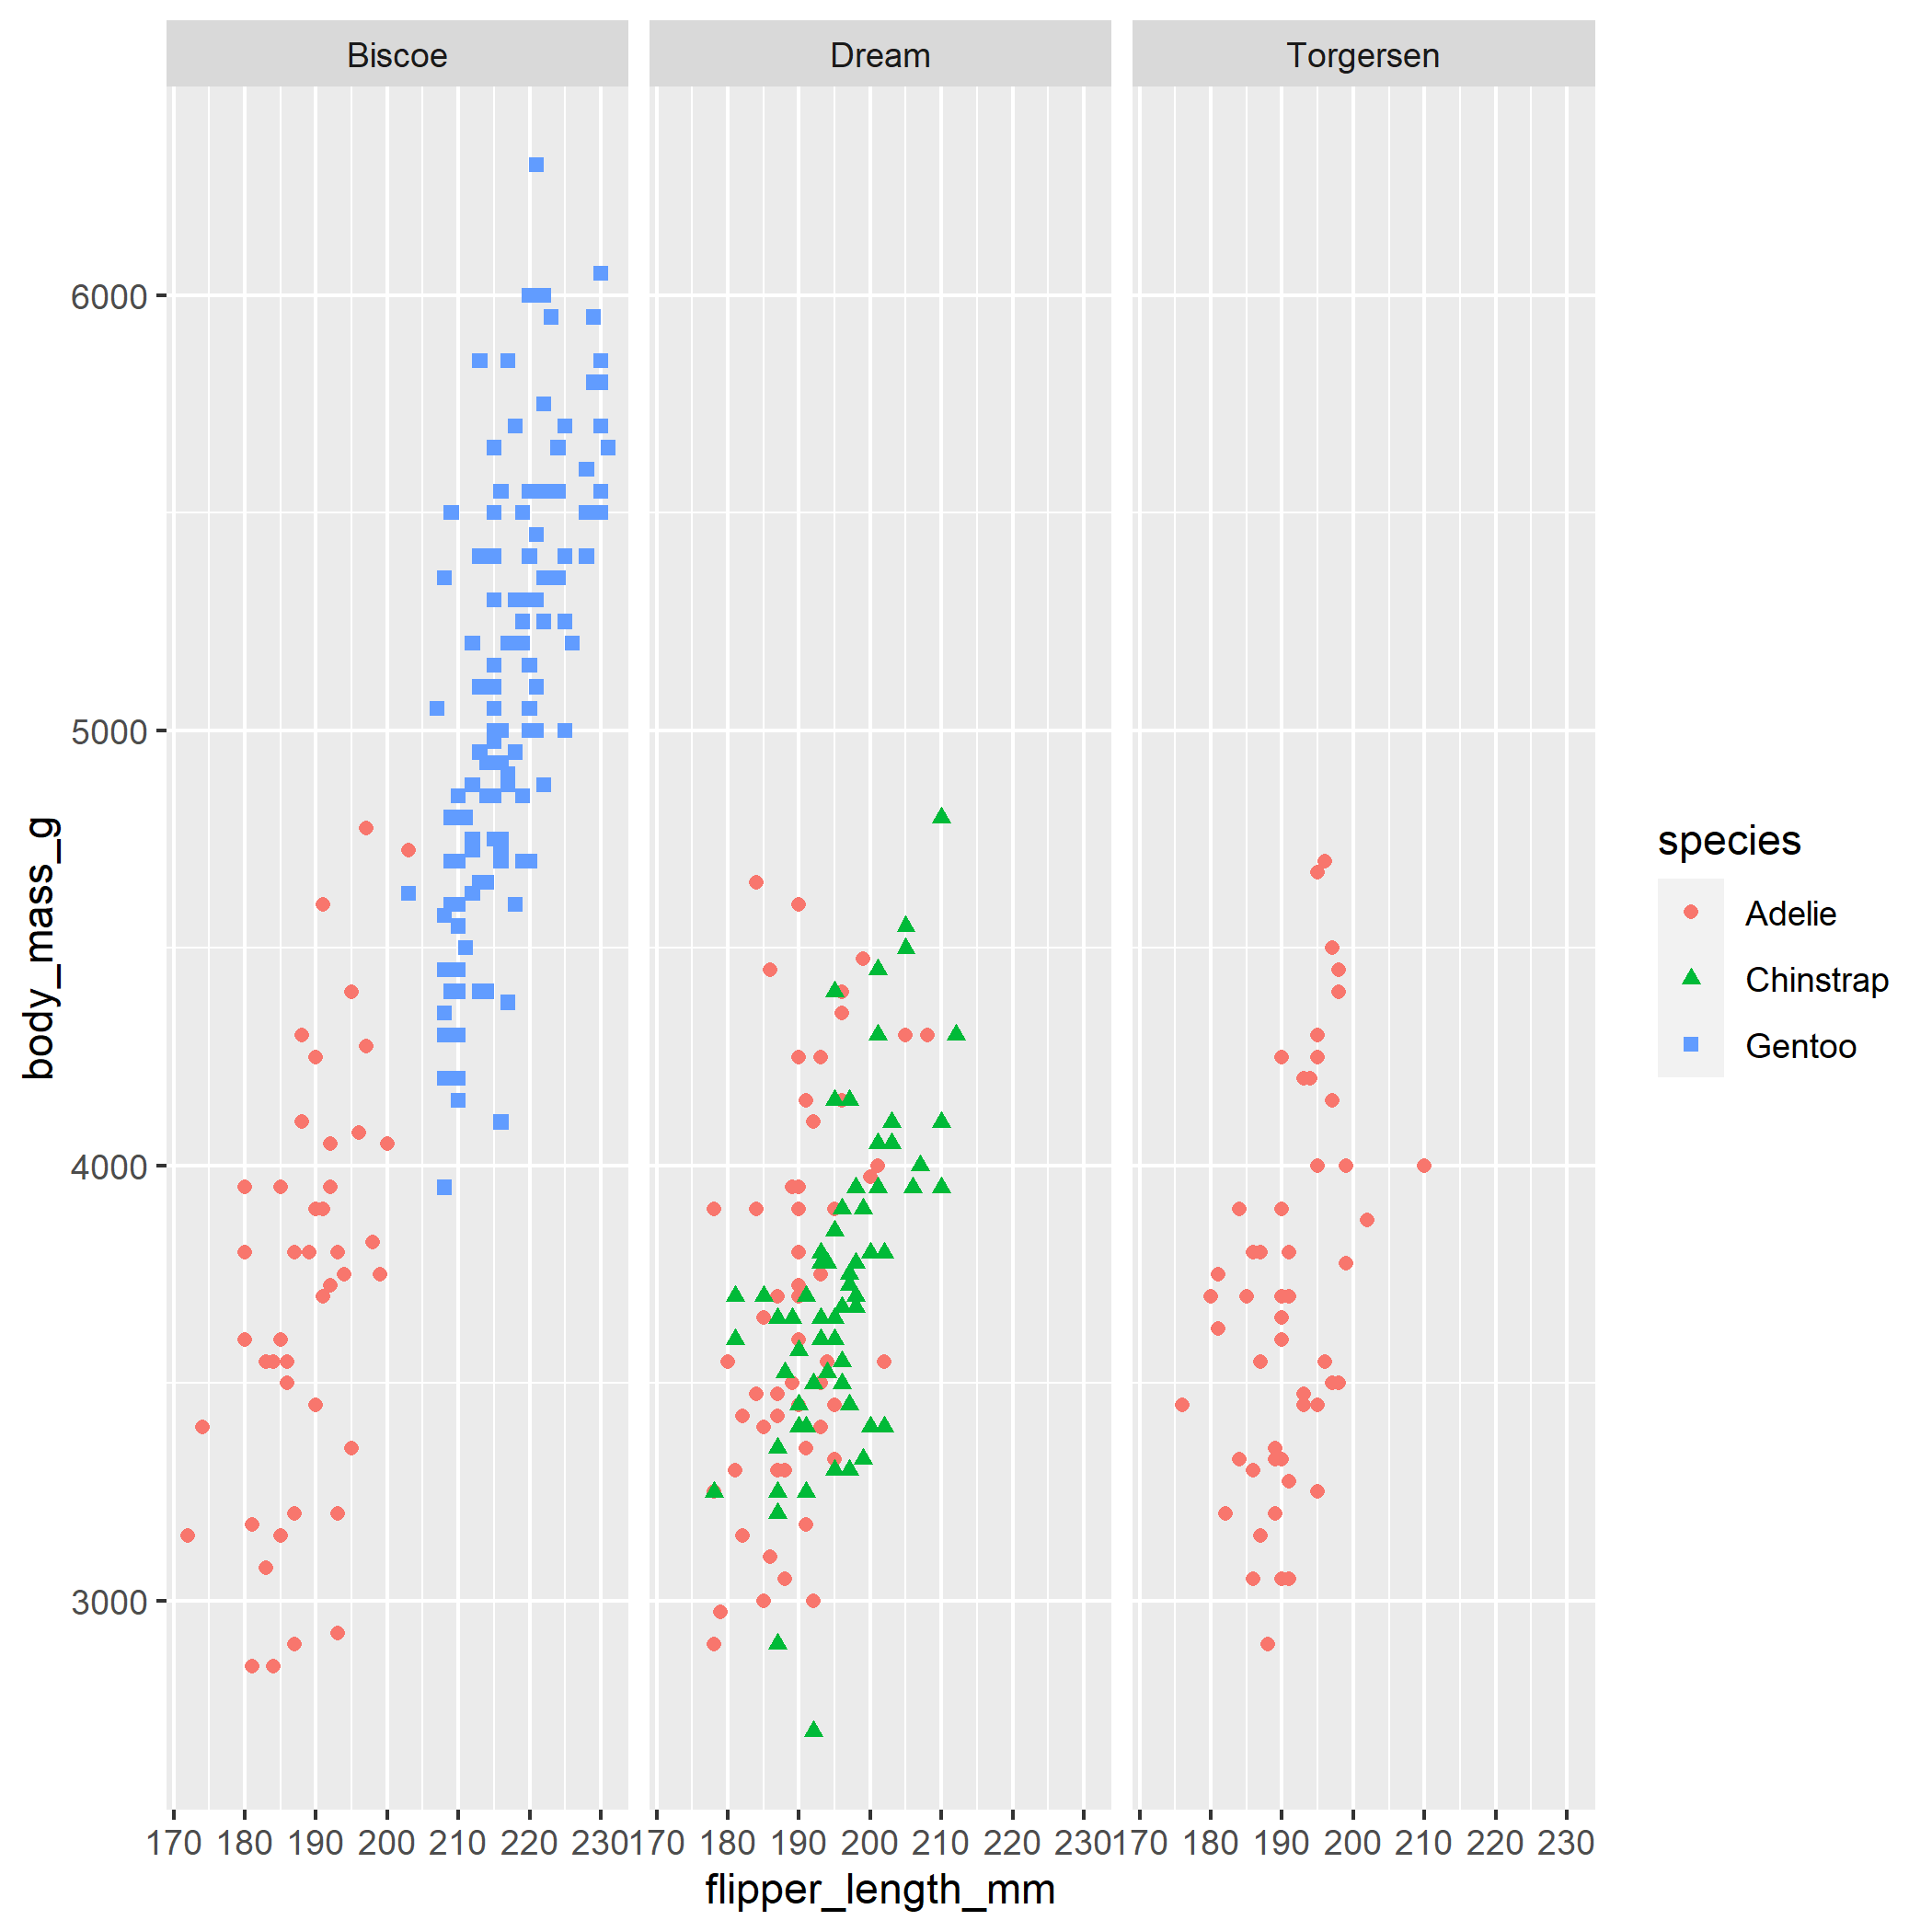 Biscoe Dream Torgersen
6000
5000
4000
3000
body_mass_g
170 180 190 200 210 220 230 170 180 190 200 210 220 230 170 180 190 200 210 220 230
flipper_length_mm
species
Adelie
Chinstrap
Gentoo